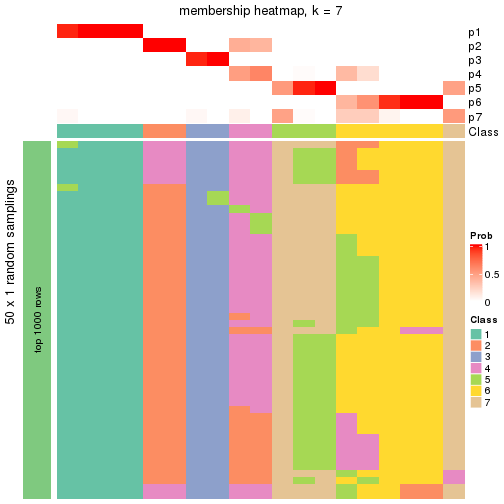 membership heatmap, k = 7
p1
p2
p3
p4
p5
p6
p7
Class
50 x 1 random samplings
top 1000 rows
Prob
1
0.5
0
Class
1
2
3
4
5
6
7